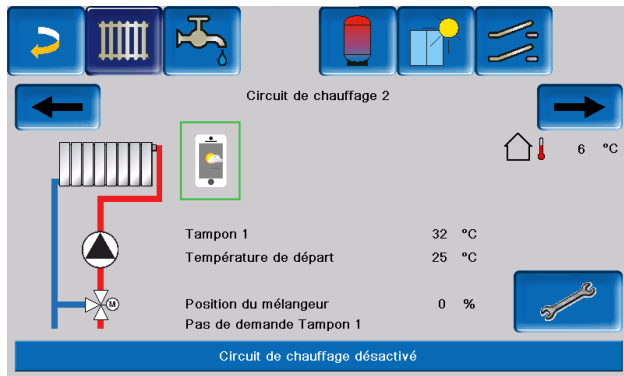 Circuit de chauffage 2
6 °C
Tampon 1 32 °C
Température de départ 25 °C
M
Position du mélangeur 0 %
Pas de demande Tampon 1
Circuit de chauffage désactivé